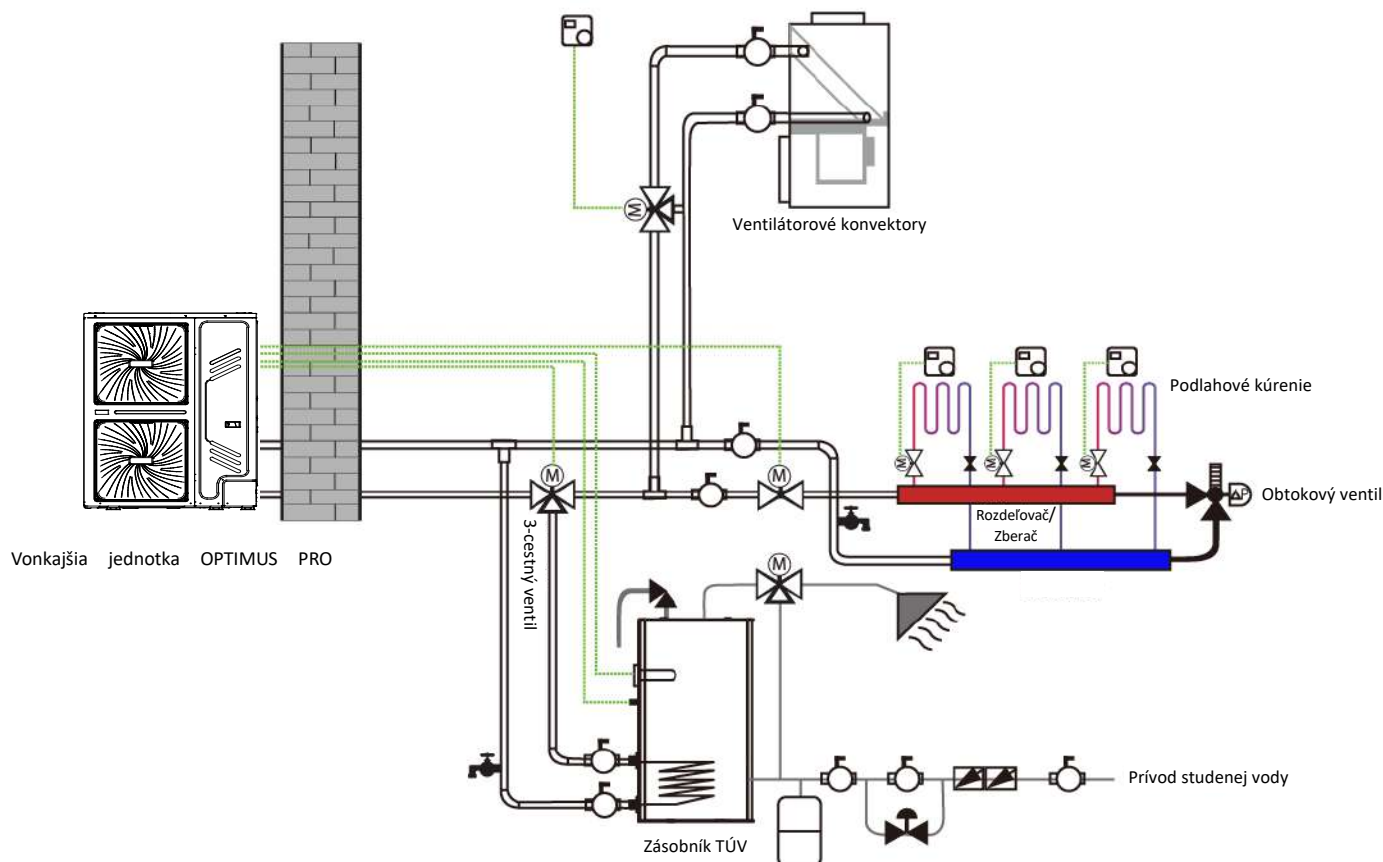 Ventilátorové konvektory
M
Podlahové kúrenie
M
M
M
M
M
Obtokový ventil
Rozdeľovač/
Zberač
Vonkajšia jednotka OPTIMUS PRO
3-cestný ventil
M
Prívod studenej vody
Zásobník TÚV